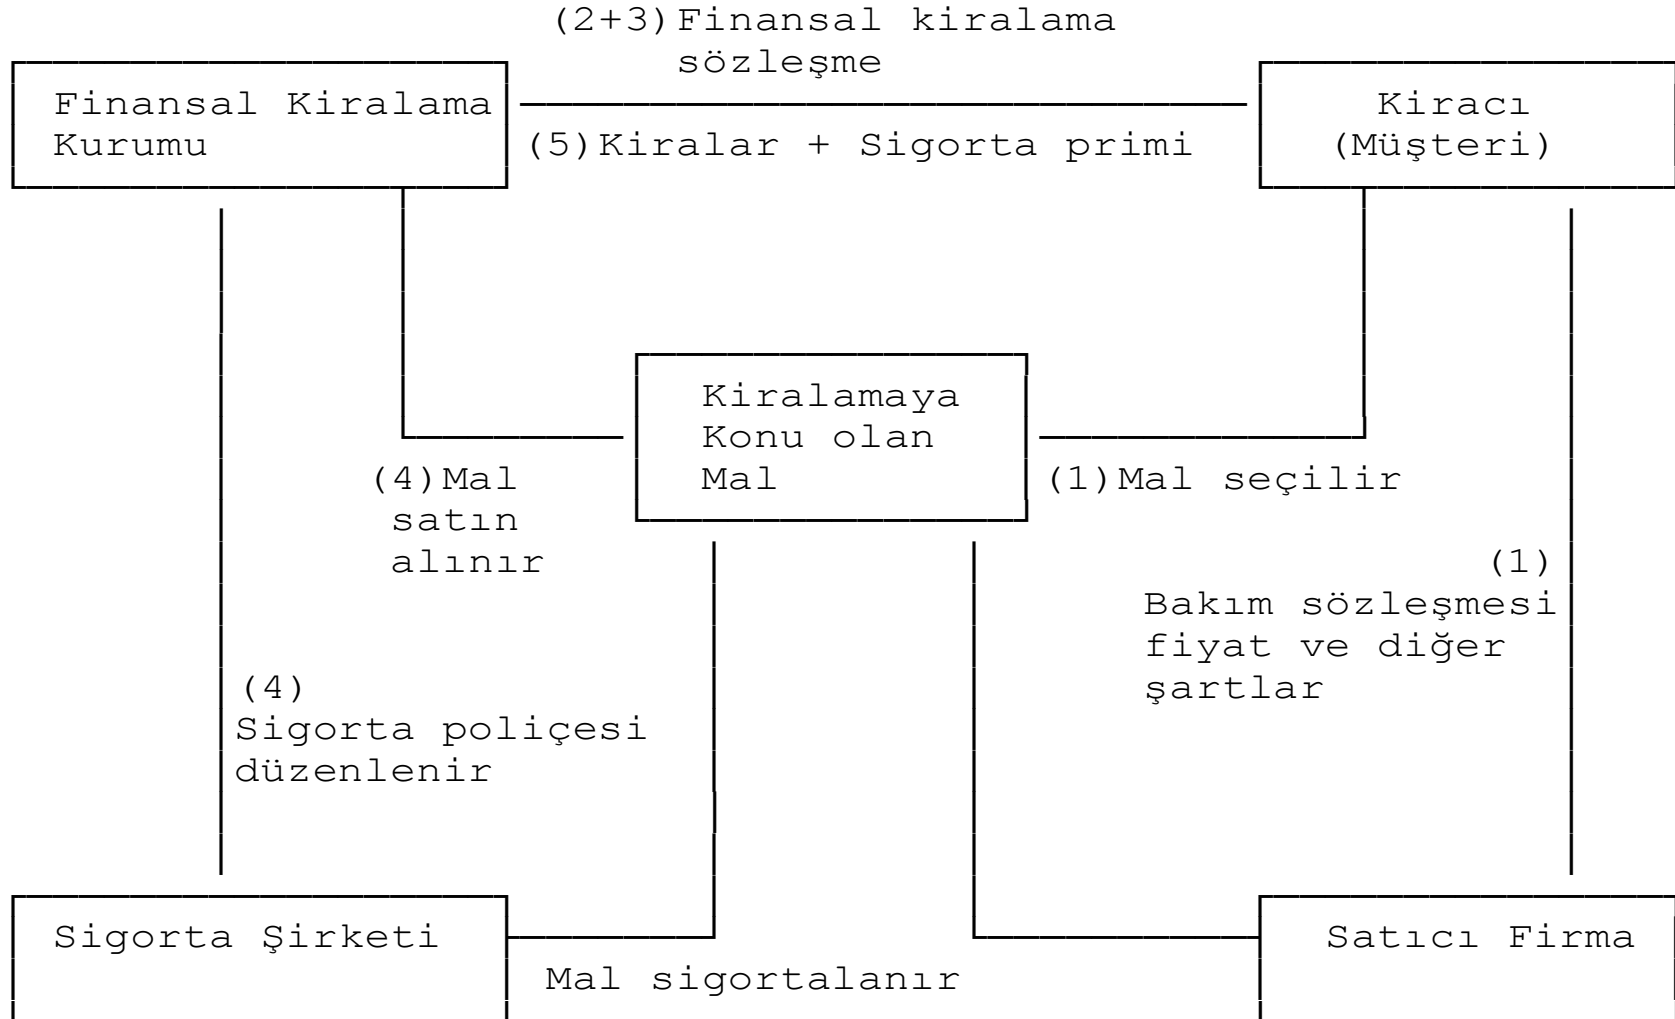 (2+3)Finansal kiralama
sözleşme
Finansal Kiralama
Kurumu
(5)Kiralar + Sigorta primi
Kiracı
(Müşteri)
Kiralamaya
Konu olan
Mal
(4)Mal
satın
alınır
(1)Mal seçilir
(1)
Bakım sözleşmesi
fiyat ve diğer
şartlar
(4)
Sigorta poliçesi
düzenlenir
Sigorta Şirketi
Mal sigortalanır
Satıcı Firma